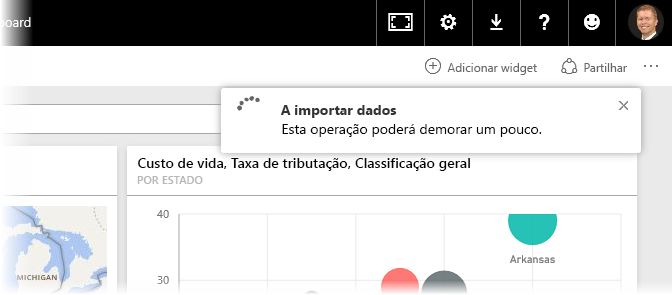 board
?
Adicionar widget
Partilhar
A importar dados
Esta operação poderá demorar um pouco.
Custo de vida, Taxa de tributação, Classificação geral
POR ESTADO
40
Arkansas
MICHIGAN
30